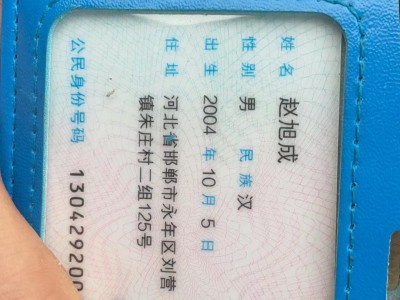 姓名 赵旭成
性别 男 民族 汉
出生 2004 年 10 月 5 日
住址 河北省邯郸市永年区刘营
镇朱庄村二组125号
公民身份号码 130429200